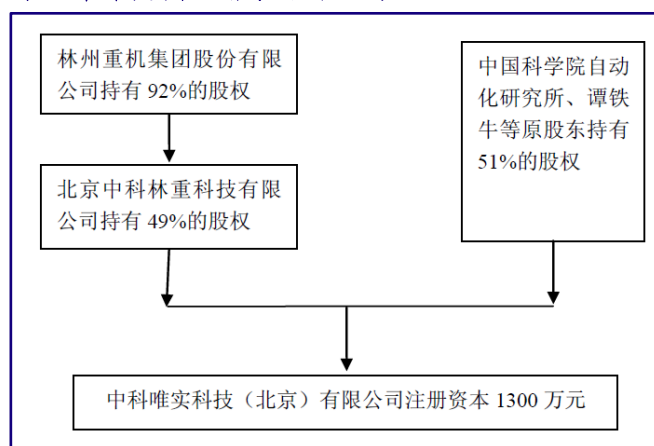 林州重机集团股份有限
公司持有 92%的股权
中国科学院自动
化研究所、谭铁
牛等原股东持有
51%的股权
北京中科林重科技有限
公司持有 49%的股权
中科唯实科技（北京）有限公司注册资本 1300 万元